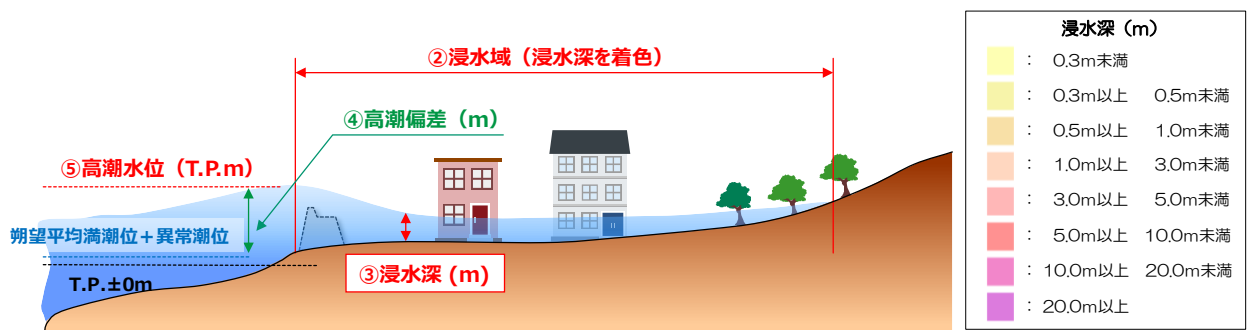 ②浸水域（浸水深を着色）
④高潮偏差（m）
⑤高潮水位（T.P.m）
朔望平均満潮位＋異常潮位
T.P.±0m
③浸水深 (m)
浸水深（m）
： 0.3m未満
： 0.3m以上 0.5m未満
： 0.5m以上 1.0m未満
： 1.0m以上 3.0m未満
： 3.0m以上 5.0m未満
： 5.0m以上 10.0m未満
： 10.0m以上 20.0m未満
： 20.0m以上